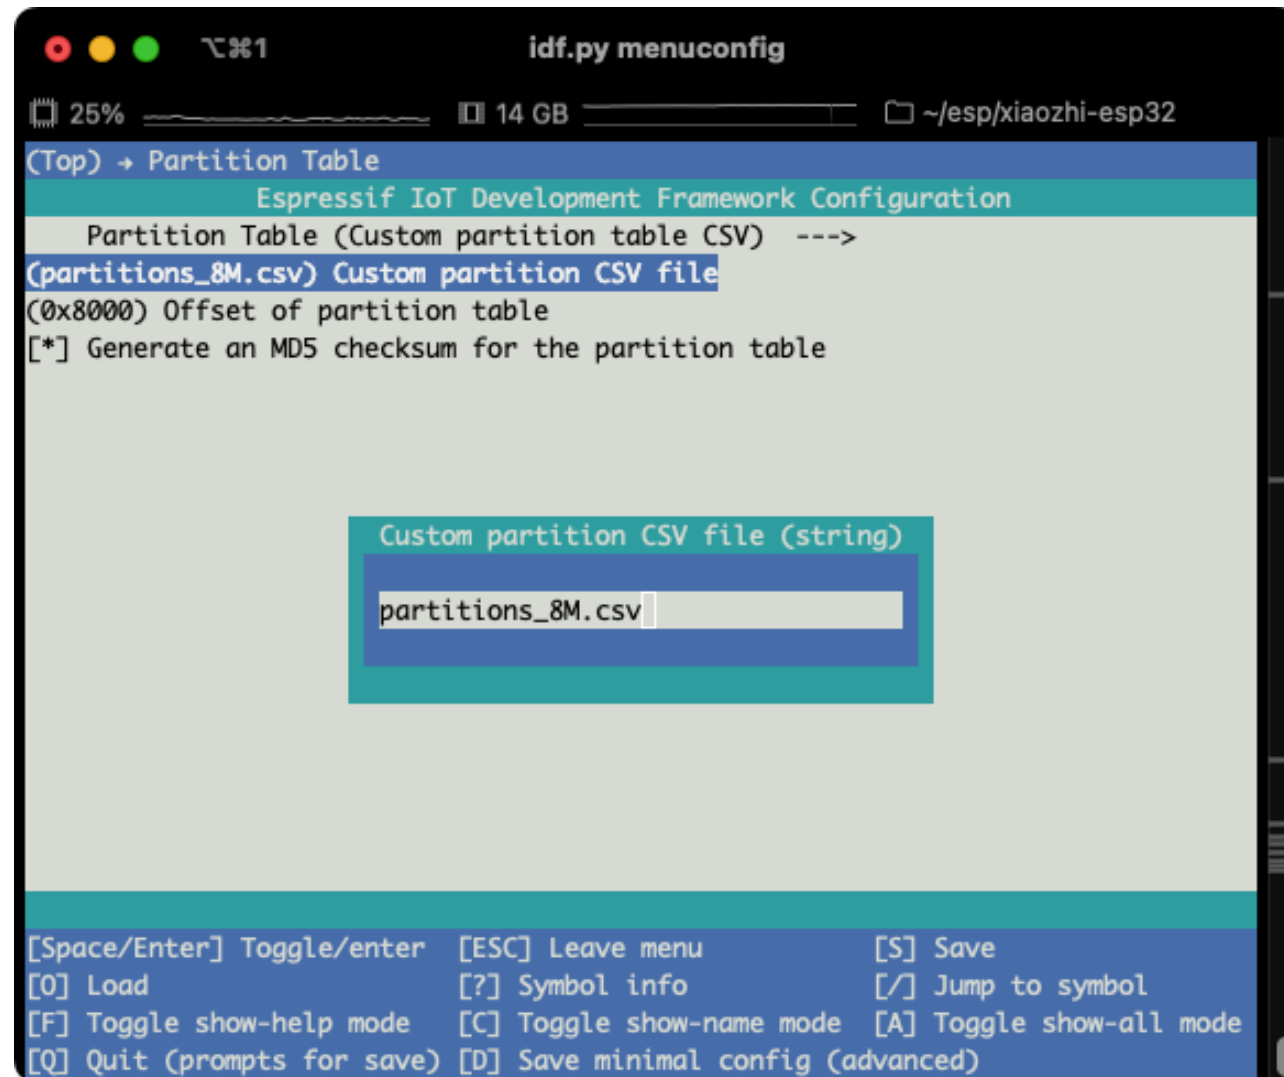 ⌥⌘1 idf.py menuconfig
25% 14 GB ~/esp/xiaozhi-esp32
(Top) → Partition Table
Espressif IoT Development Framework Configuration
Partition Table (Custom partition table CSV)  --->
(partitions_8M.csv) Custom partition CSV file
(0x8000) Offset of partition table
[*] Generate an MD5 checksum for the partition table
Custom partition CSV file (string)
partitions_8M.csv
[Space/Enter] Toggle/enter [ESC] Leave menu [S] Save
[O] Load [?] Symbol info [/] Jump to symbol
[F] Toggle show-help mode [C] Toggle show-name mode [A] Toggle show-all mode
[Q] Quit (prompts for save) [D] Save minimal config (advanced)